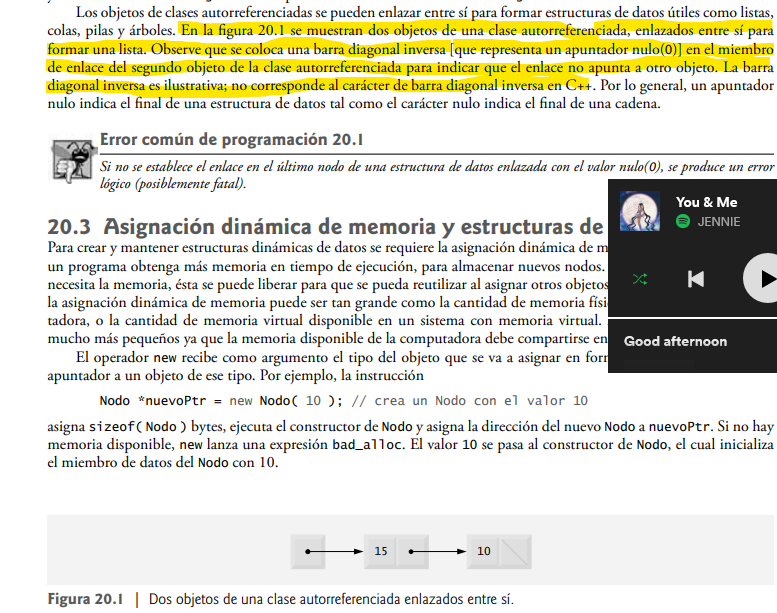 Los objetos de clases autorreferenciadas se pueden enlazar entre sí para formar estructuras de datos útiles como listas,
colas, pilas y árboles. En la figura 20.1 se muestran dos objetos de una clase autorreferenciada, enlazados entre sí para
formar una lista. Observe que se coloca una barra diagonal inversa [que representa un apuntador nulo(0)] en el miembro
de enlace del segundo objeto de la clase autorreferenciada para indicar que el enlace no apunta a otro objeto. La barra
diagonal inversa es ilustrativa; no corresponde al carácter de barra diagonal inversa en C++. Por lo general, un apuntador
nulo indica el final de una estructura de datos tal como el carácter nulo indica el final de una cadena.
Error común de programación 20.1
Si no se establece el enlace en el último nodo de una estructura de datos enlazada con el valor nulo(0), se produce un error
lógico (posiblemente fatal).
You & Me
JENNIE
20.3 Asignación dinámica de memoria y estructuras de
Para crear y mantener estructuras dinámicas de datos se requiere la asignación dinámica de m
un programa obtenga más memoria en tiempo de ejecución, para almacenar nuevos nodos.
necesita la memoria, ésta se puede liberar para que se pueda reutilizar al asignar otros objetos
la asignación dinámica de memoria puede ser tan grande como la cantidad de memoria físi
tadora, o la cantidad de memoria virtual disponible en un sistema con memoria virtual.
mucho más pequeños ya que la memoria disponible de la computadora debe compartirse en
Good afternoon
El operador new recibe como argumento el tipo del objeto que se va a asignar en for
apuntador a un objeto de ese tipo. Por ejemplo, la instrucción
Nodo *nuevoPtr = new Nodo( 10 ); // crea un Nodo con el valor 10
asigna sizeof( Nodo ) bytes, ejecuta el constructor de Nodo y asigna la dirección del nuevo Nodo a nuevoPtr. Si no hay
memoria disponible, new lanza una expresión bad_alloc. El valor 10 se pasa al constructor de Nodo, el cual inicializa
el miembro de datos del Nodo con 10.
15 10
Figura 20.1 | Dos objetos de una clase autorreferenciada enlazados entre sí.